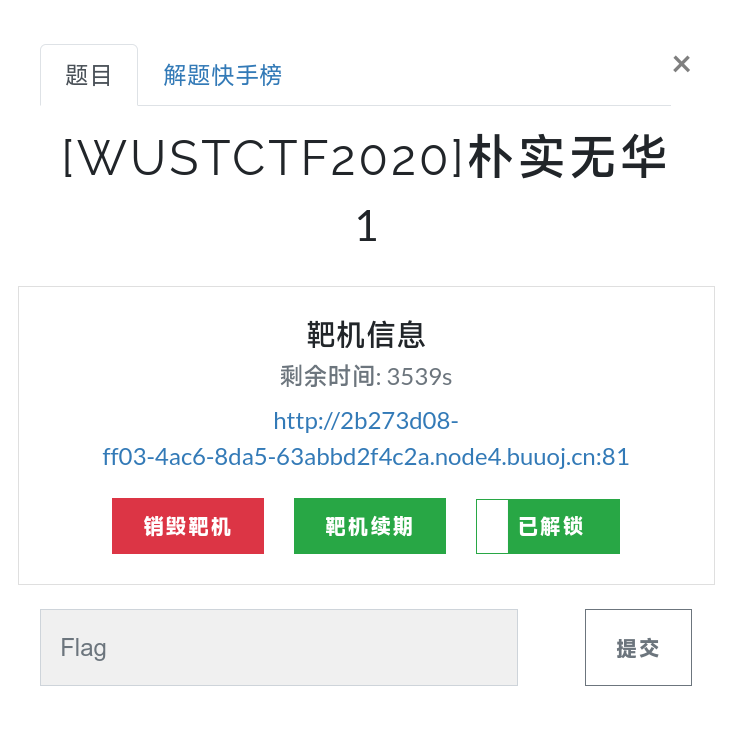 题目
解题快手榜
×
[WUSTCTF2020]朴实无华
1
靶机信息
剩余时间: 3539s
http://2b273d08-
ff03-4ac6-8da5-63abbd2f4c2a.node4.buuoj.cn:81
销毁靶机
靶机续期
已解锁
Flag
提交